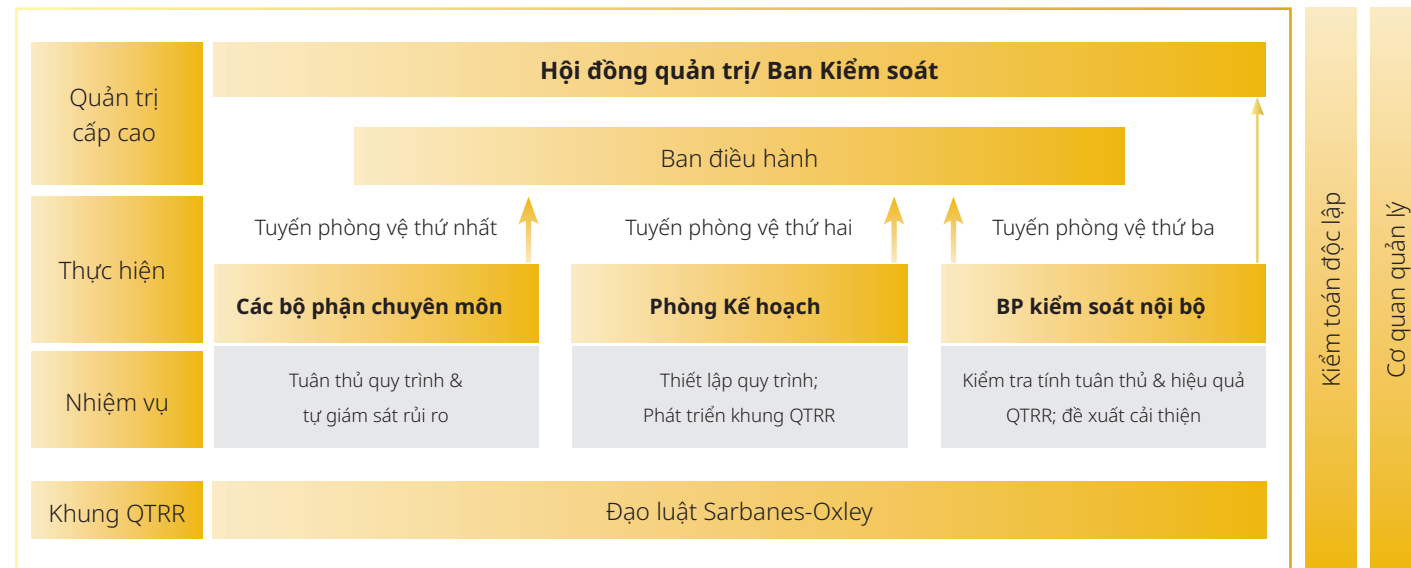 Quản trị
cấp cao
Hội đồng quản trị/ Ban Kiểm soát
Ban điều hành
Thực hiện
Tuyến phòng vệ thứ nhất
Tuyến phòng vệ thứ hai
Tuyến phòng vệ thứ ba
Các bộ phận chuyên môn
Phòng Kế hoạch
BP kiểm soát nội bộ
Nhiệm vụ
Tuân thủ quy trình &
tự giám sát rủi ro
Thiết lập quy trình;
Phát triển khung QTRR
Kiểm tra tính tuân thủ & hiệu quả
QTRR; đề xuất cải thiện
Khung QTRR
Đạo luật Sarbanes-Oxley
Kiểm toán độc lập
Cơ quan quản lý